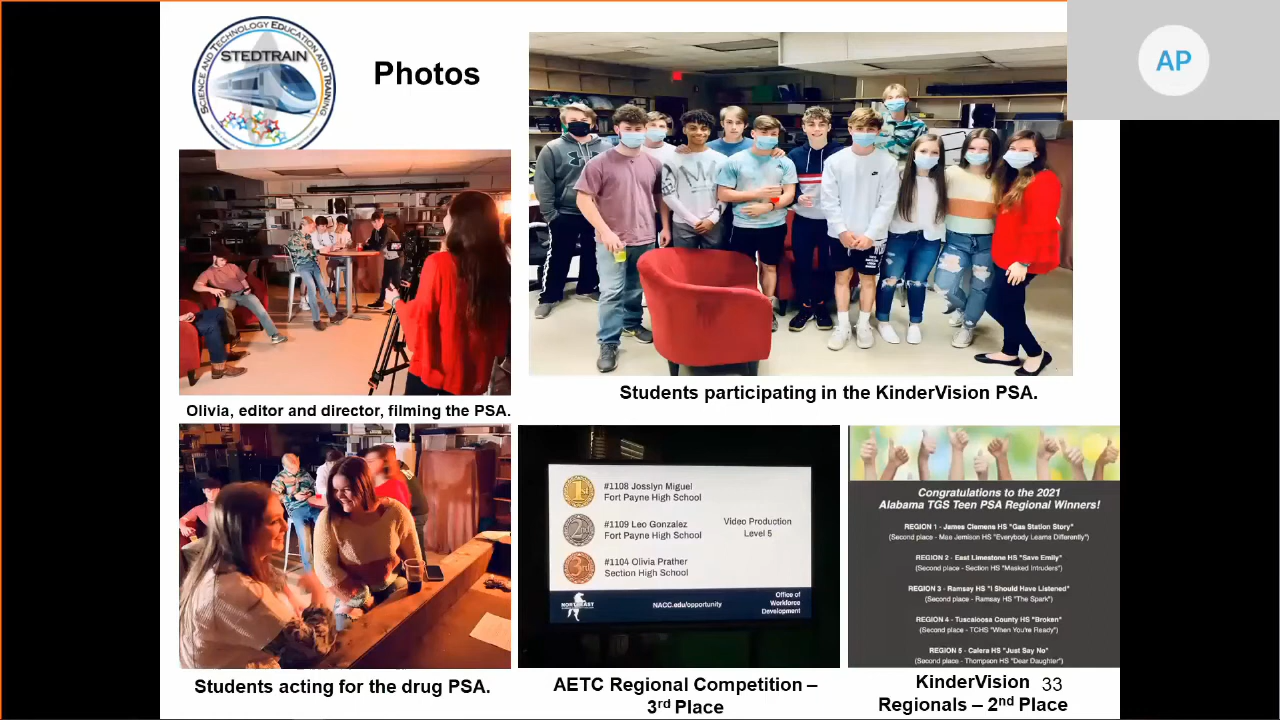 SCIENCE AND TECHNOLOGY EDUCATION AND TRAINING
STEDTRAIN
Photos
AP
Olivia, editor and director, filming the PSA.
Students participating in the KinderVision PSA.
Students acting for the drug PSA.
1st
#1108 Josslyn Miguel
Fort Payne High School
2nd
#1109 Leo Gonzalez
Fort Payne High School
3rd
#1104 Olivia Prather
Section High School
Video Production
Level 5
NORTHEAST
NACC.edu/opportunity
Office of
Workforce
Development
AETC Regional Competition –
3rd Place
Congratulations to the 2021
Alabama TGS Teen PSA Regional Winners!
REGION 1 - James Clemens HS "Gas Station Story"
(Second place - Mae Jemison HS "Everybody Learns Differently")
REGION 2 - East Limestone HS "Save Emily"
(Second place - Section HS "Masked Intruders")
REGION 3 - Ramsay HS "I Should Have Listened"
(Second place - Ramsay HS "The Spark")
REGION 4 - Tuscaloosa County HS "Broken"
(Second place - TCHS "When You're Ready")
REGION 5 - Calera HS "Just Say No"
(Second place - Thompson HS "Dear Daughter")
KinderVision
Regionals – 2nd Place
33